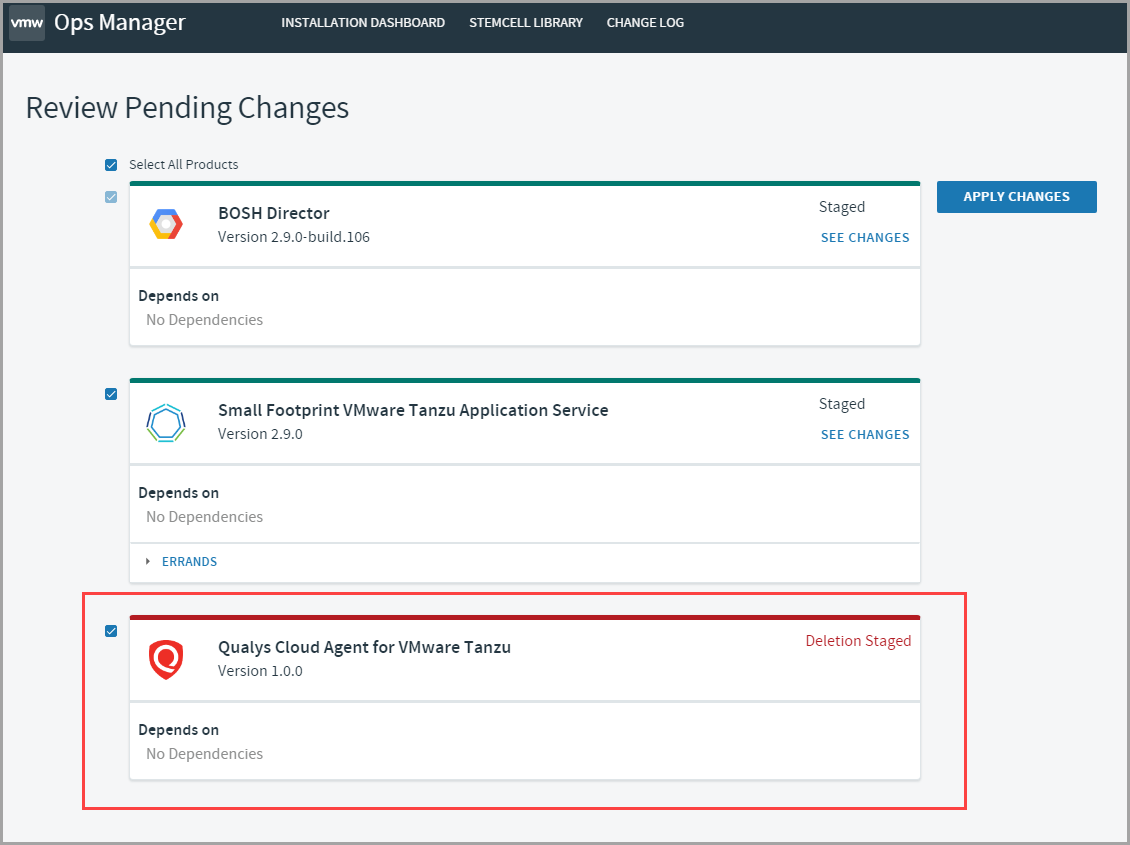 vmw Ops Manager INSTALLATION DASHBOARD STEMCELL LIBRARY CHANGE LOG
Review Pending Changes
Select All Products
BOSH Director
Version 2.9.0-build.106
Staged
SEE CHANGES
APPLY CHANGES
Depends on
No Dependencies
Small Footprint VMware Tanzu Application Service
Version 2.9.0
Staged
SEE CHANGES
Depends on
No Dependencies
ERRANDS
Qualys Cloud Agent for VMware Tanzu
Version 1.0.0
Deletion Staged
Depends on
No Dependencies